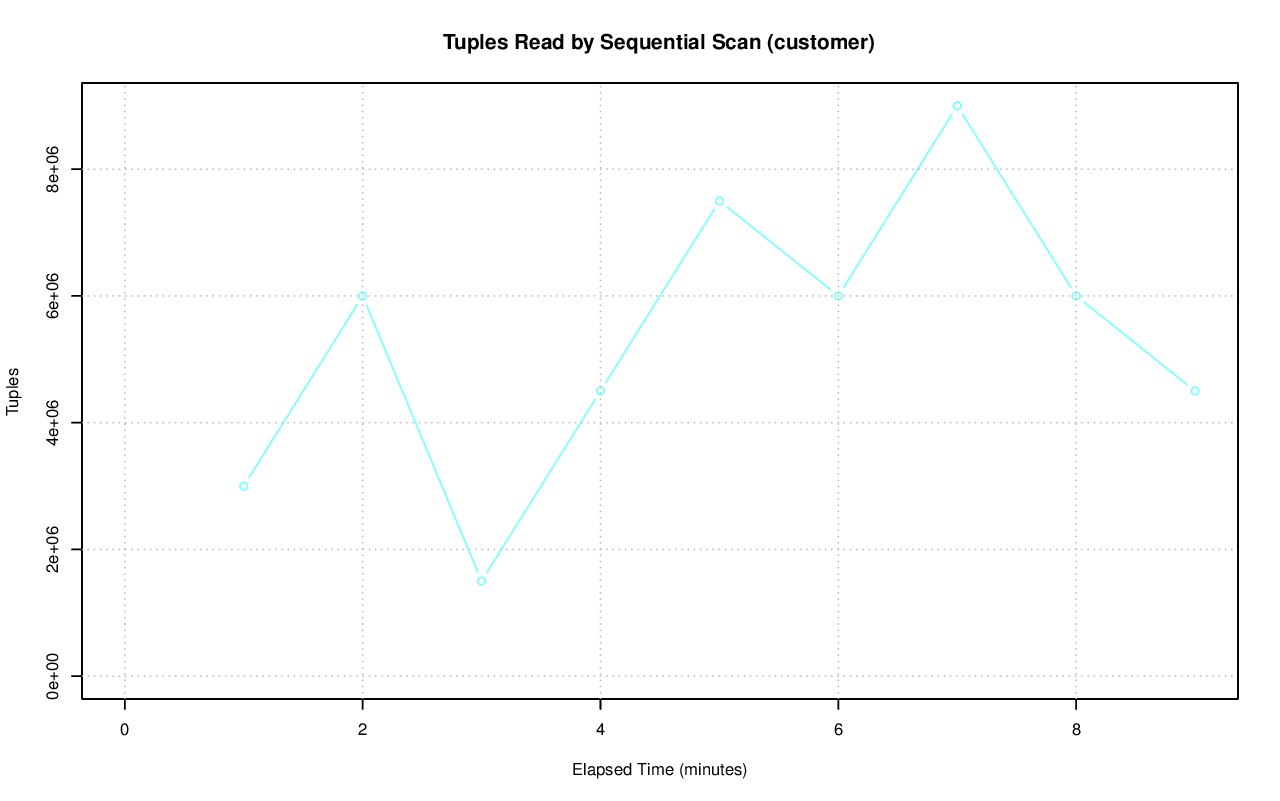 Tuples Read by Sequential Scan (customer)
8e+06
6e+06
4e+06
2e+06
0e+00
Tuples
0 2 4 6 8
Elapsed Time (minutes)